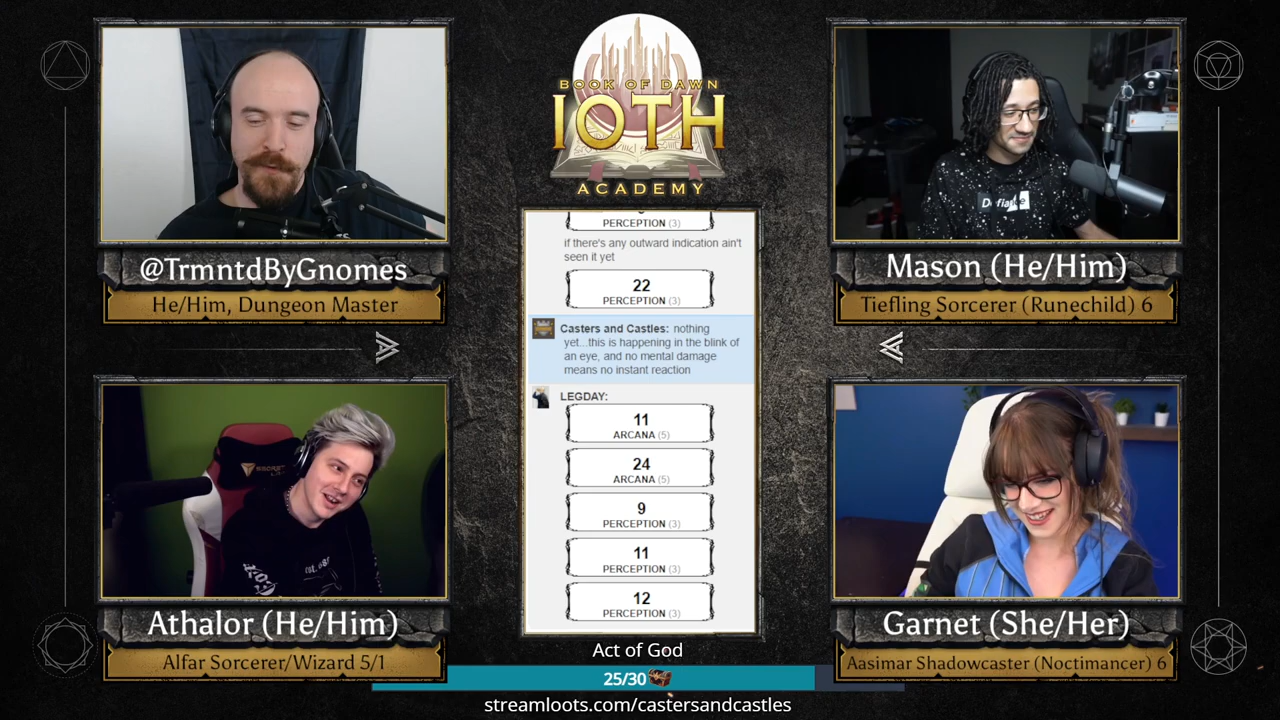 BOOK OF DAWN
IOTH
ACADEMY
@TrmntdByGnomes
He/Him, Dungeon Master
Mason (He/Him)
Tiefling Sorcerer (Runechild) 6
Athalor (He/Him)
Alfar Sorcerer/Wizard 5/1
Garnet (She/Her)
Aasimar Shadowcaster (Noctimancer) 6
PERCEPTION (3)
if there's any outward indication ain't
seen it yet
22
PERCEPTION (3)
Casters and Castles: nothing
yet...this is happening in the blink of
an eye, and no mental damage
means no instant reaction
LEGDAY:
11
ARCANA (5)
24
ARCANA (5)
9
PERCEPTION (3)
11
PERCEPTION (3)
12
PERCEPTION (3)
Act of God
25/30
streamloots.com/castersandcastles